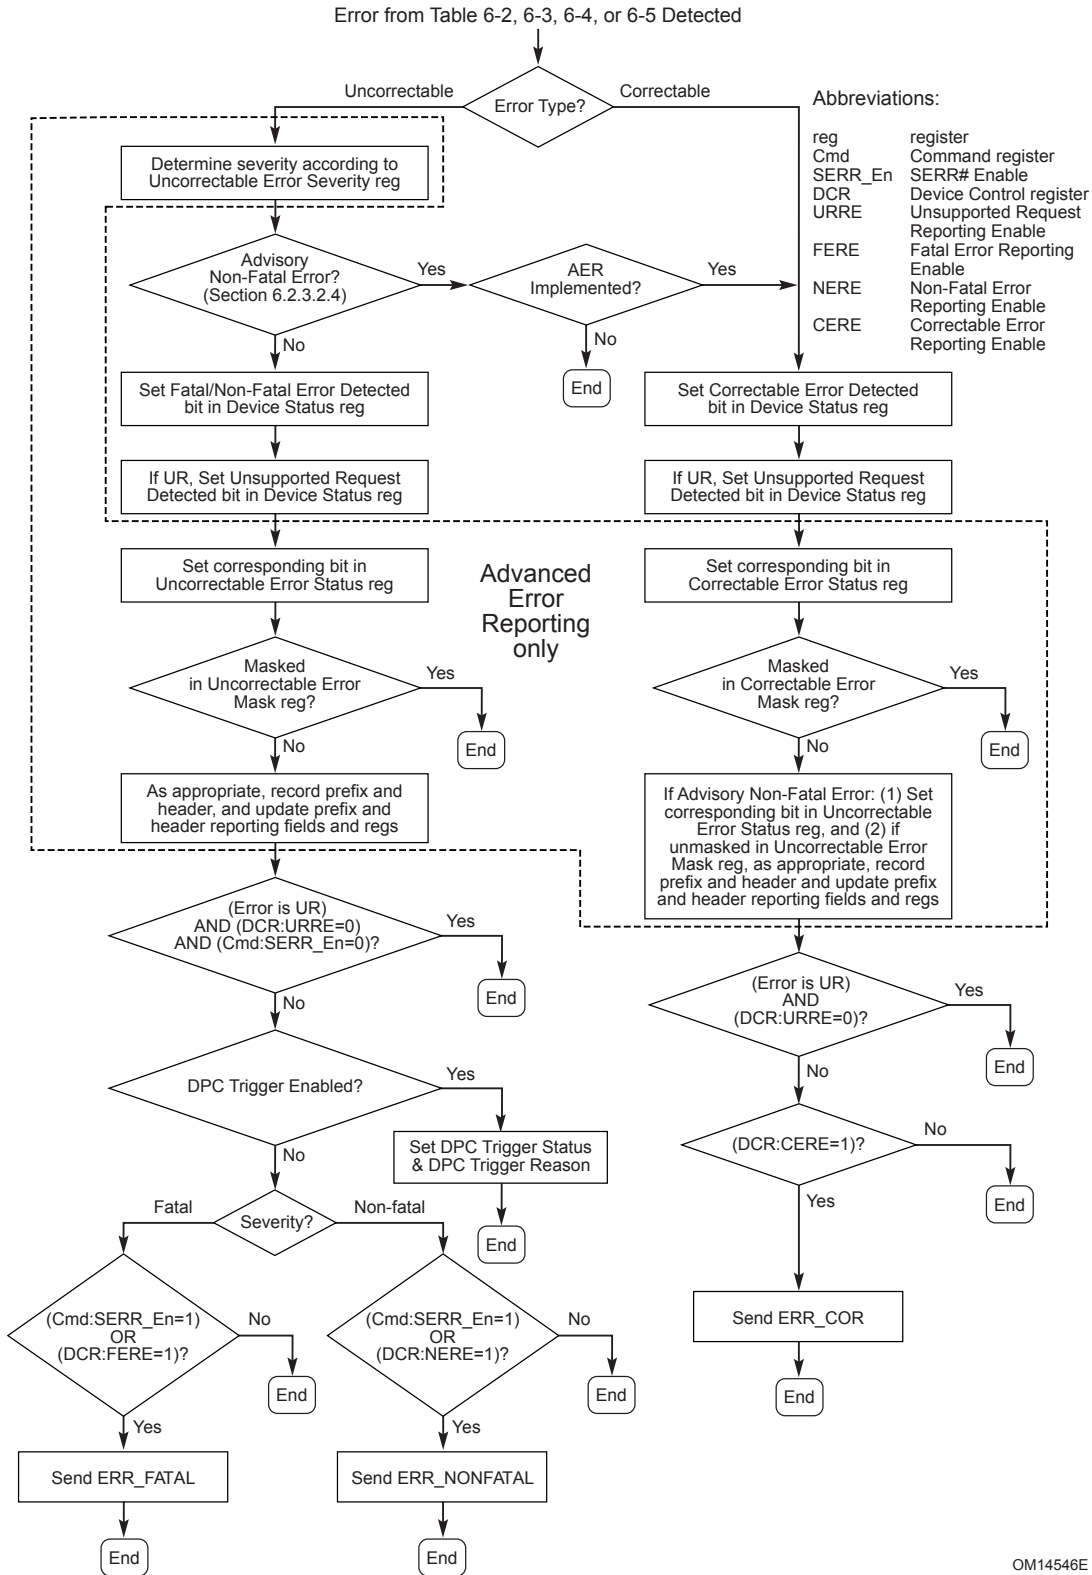 Error from Table 6-2, 6-3, 6-4, or 6-5 Detected
Uncorrectable
Error Type?
Correctable
Abbreviations:
reg register
Cmd Command register
SERR_En SERR# Enable
DCR Device Control register
URRE Unsupported Request
Reporting Enable
FERE Fatal Error Reporting
Enable
NERE Non-Fatal Error
Reporting Enable
CERE Correctable Error
Reporting Enable
Determine severity according to
Uncorrectable Error Severity reg
Advisory
Non-Fatal Error?
(Section 6.2.3.2.4)
Yes
AER
Implemented?
Yes
No
No
End
Set Fatal/Non-Fatal Error Detected
bit in Device Status reg
Set Correctable Error Detected
bit in Device Status reg
If UR, Set Unsupported Request
Detected bit in Device Status reg
If UR, Set Unsupported Request
Detected bit in Device Status reg
Set corresponding bit in
Uncorrectable Error Status reg
Advanced
Error
Reporting
only
Set corresponding bit in
Correctable Error Status reg
Masked
in Uncorrectable Error
Mask reg?
Yes
End
No
Masked
in Correctable Error
Mask reg?
Yes
End
No
As appropriate, record prefix and
header, and update prefix and
header reporting fields and regs
If Advisory Non-Fatal Error: (1) Set
corresponding bit in Uncorrectable
Error Status reg, and (2) if
unmasked in Uncorrectable Error
Mask reg, as appropriate, record
prefix and header and update prefix
and header reporting fields and regs
(Error is UR)
AND (DCR:URRE=0)
AND (Cmd:SERR_En=0)?
Yes
End
No
(Error is UR)
AND
(DCR:URRE=0)?
Yes
End
No
DPC Trigger Enabled?
Yes
Set DPC Trigger Status
& DPC Trigger Reason
End
No
(DCR:CERE=1)?
No
End
Yes
Fatal
Severity?
Non-fatal
(Cmd:SERR_En=1)
OR
(DCR:FERE=1)?
No
End
Yes
(Cmd:SERR_En=1)
OR
(DCR:NERE=1)?
No
End
Yes
Send ERR_COR
End
Send ERR_FATAL
End
Send ERR_NONFATAL
End
OM14546E